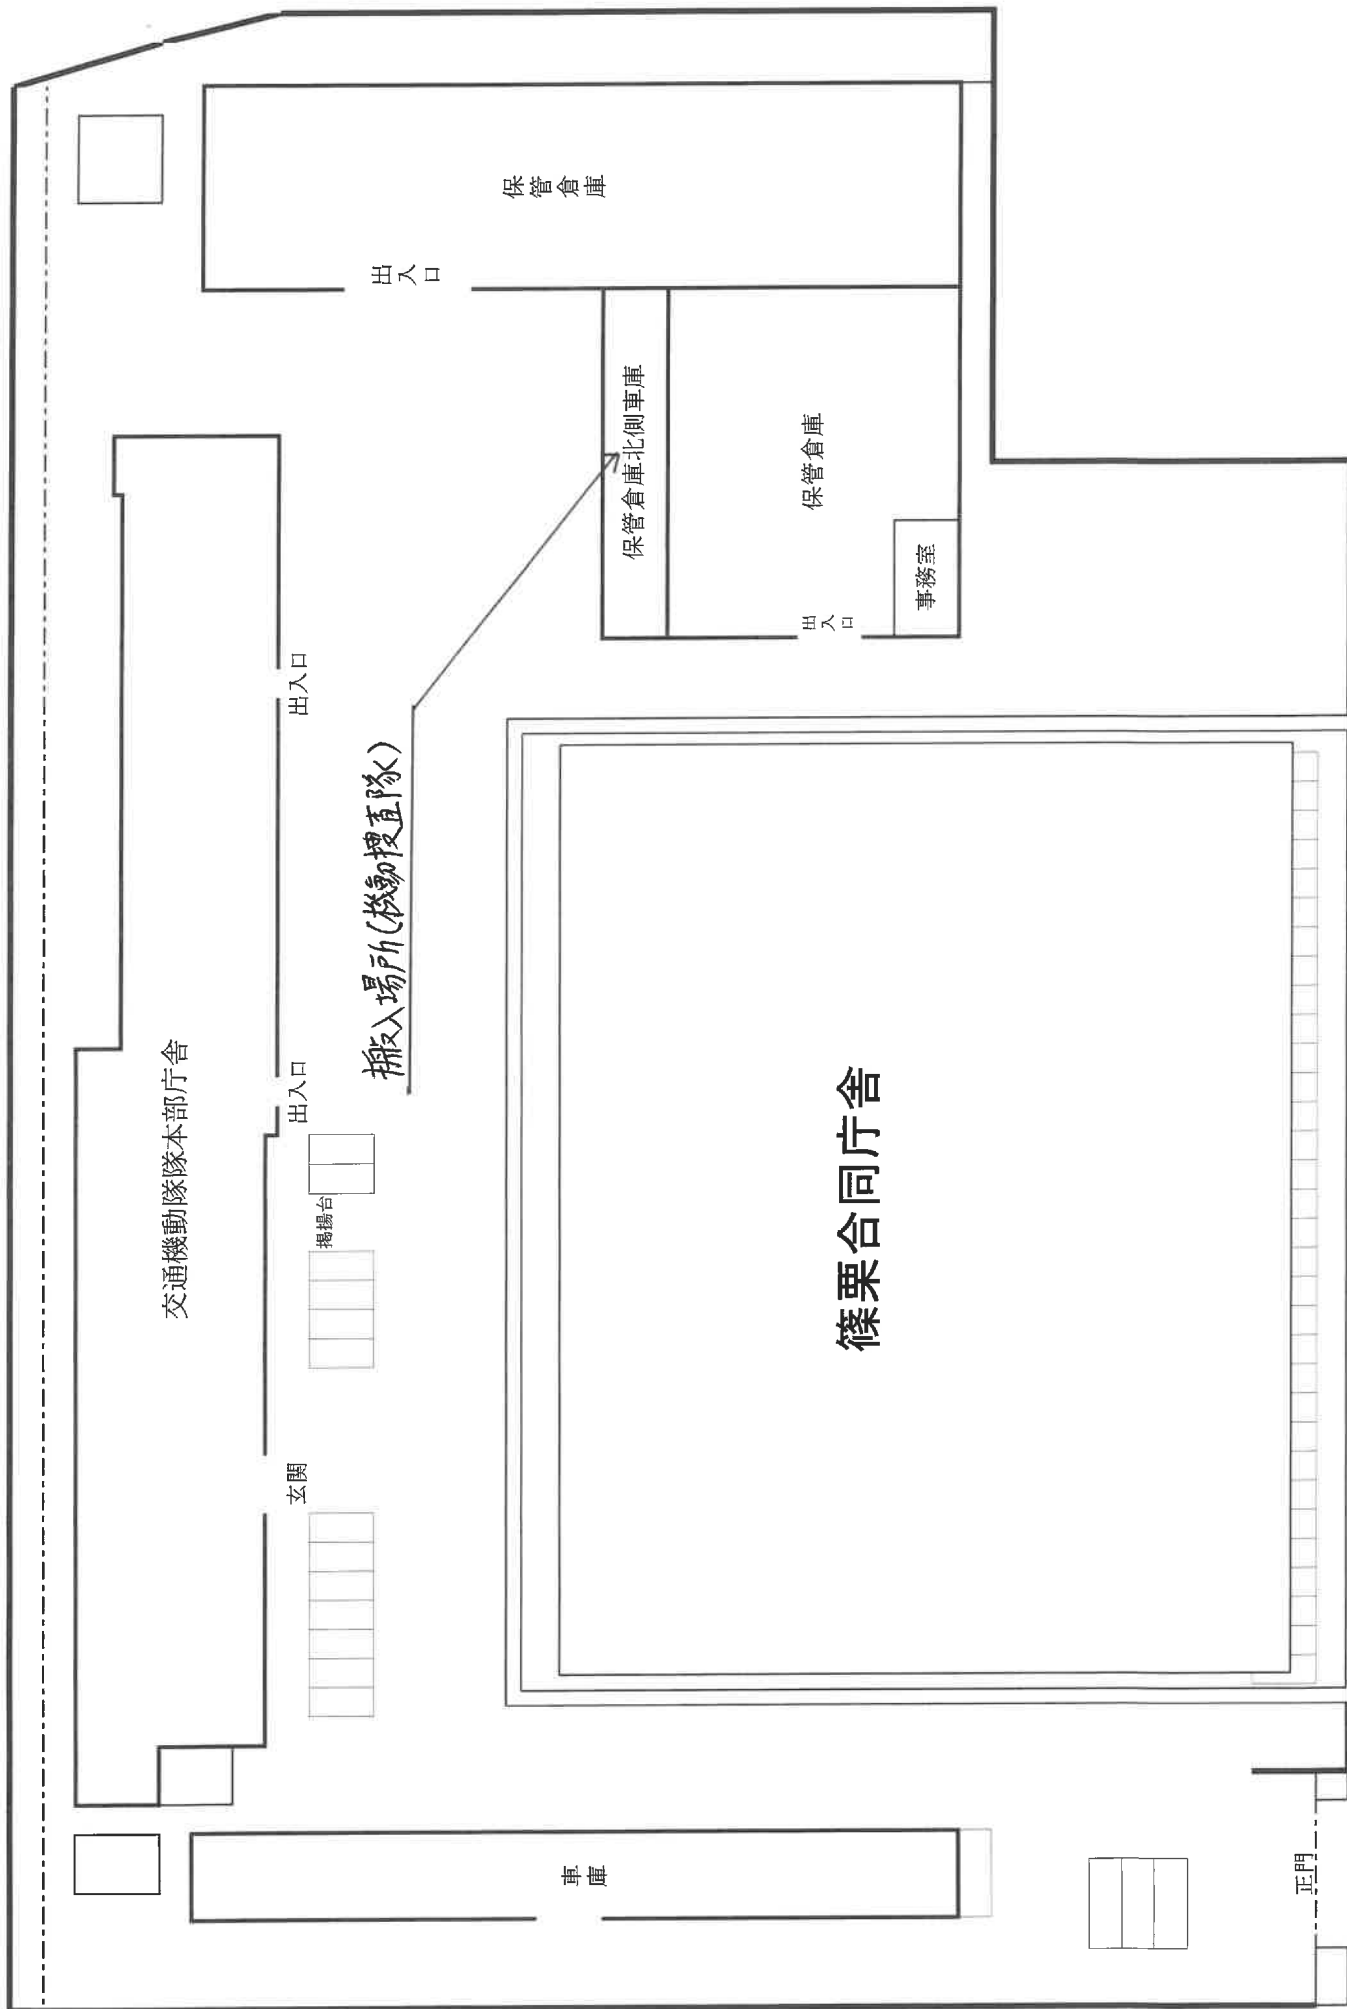 交通機動隊隊本部庁舎
出入口
出入口
玄関
掲揚台
搬入場所(機動捜査隊)
保管倉庫
出入口
保管倉庫北側車庫
保管倉庫
事務室
出入口
篠栗合同庁舎
車庫
正門